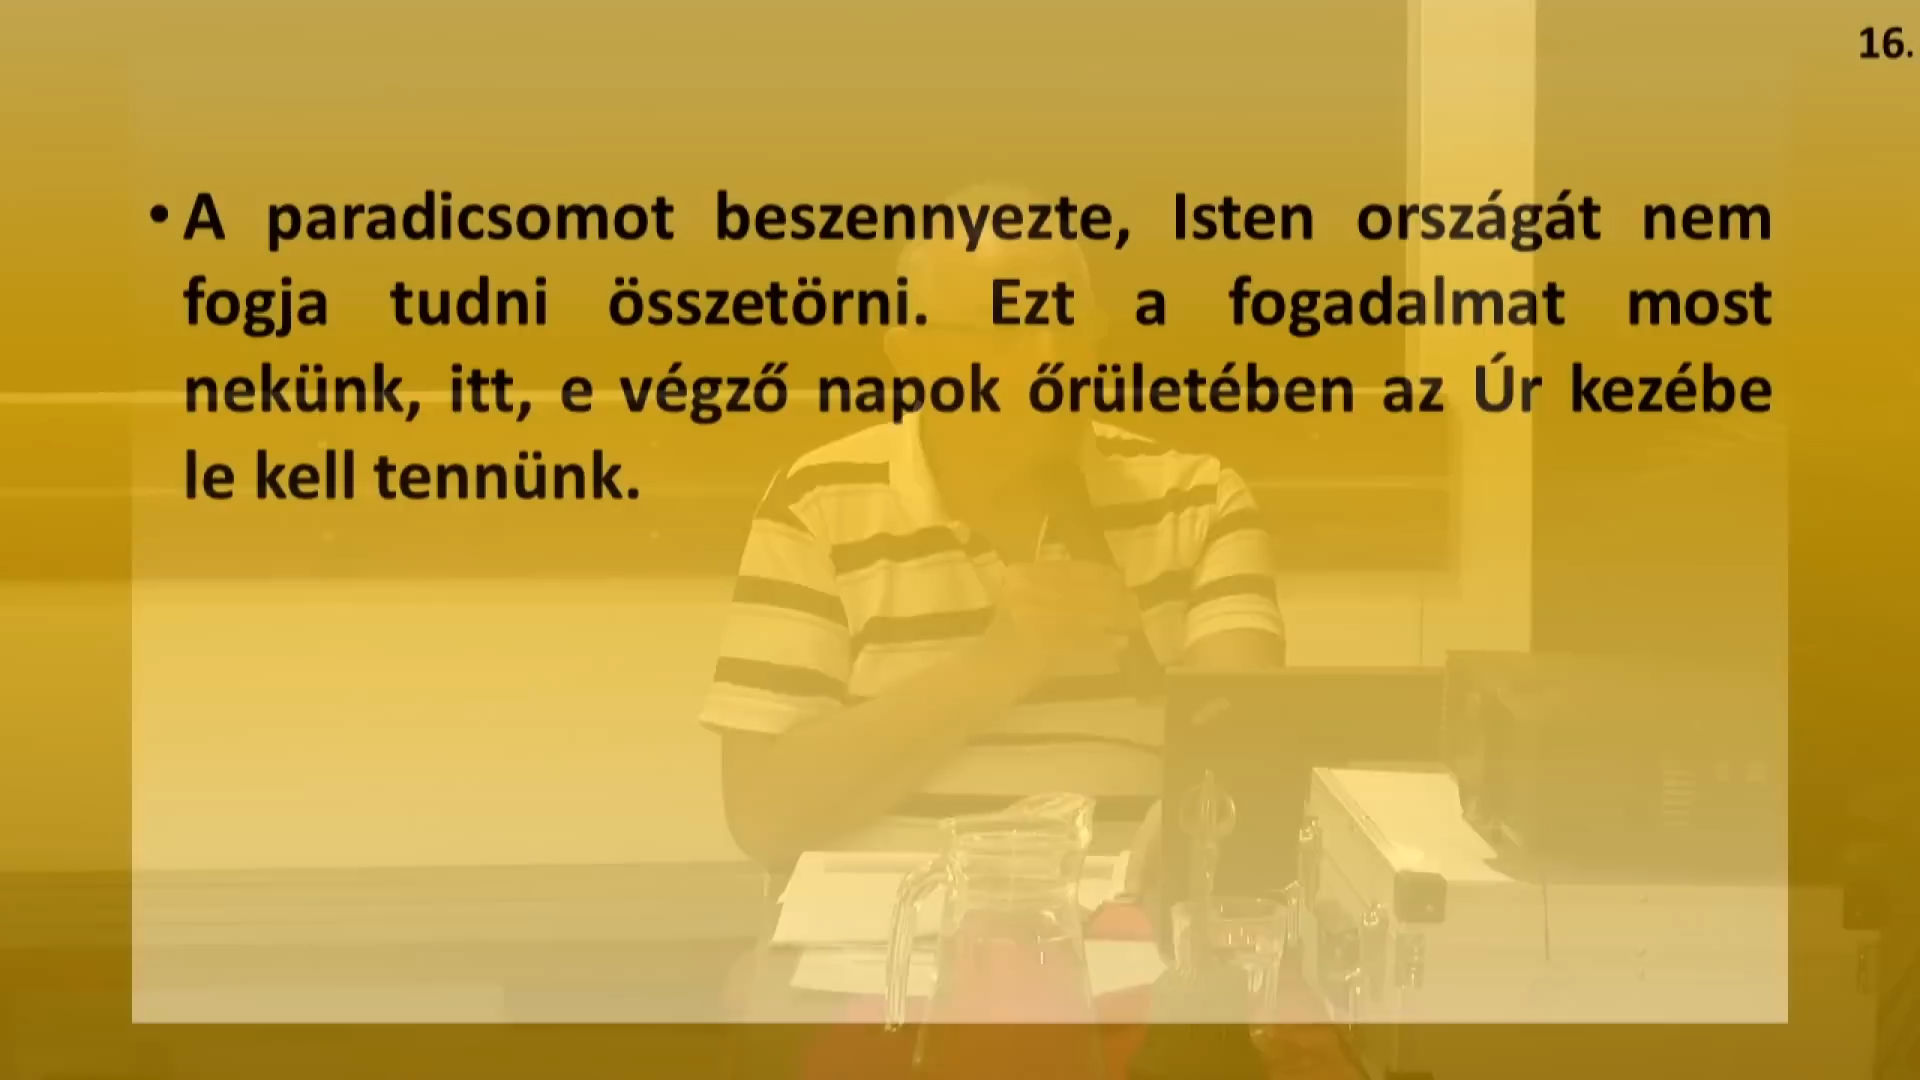 16.
• A paradicsomot beszennyezte, Isten országát nem
fogja tudni összetörni. Ezt a fogadalmat most
nekünk, itt, e végző napok őrületében az Úr kezébe
le kell tennünk.